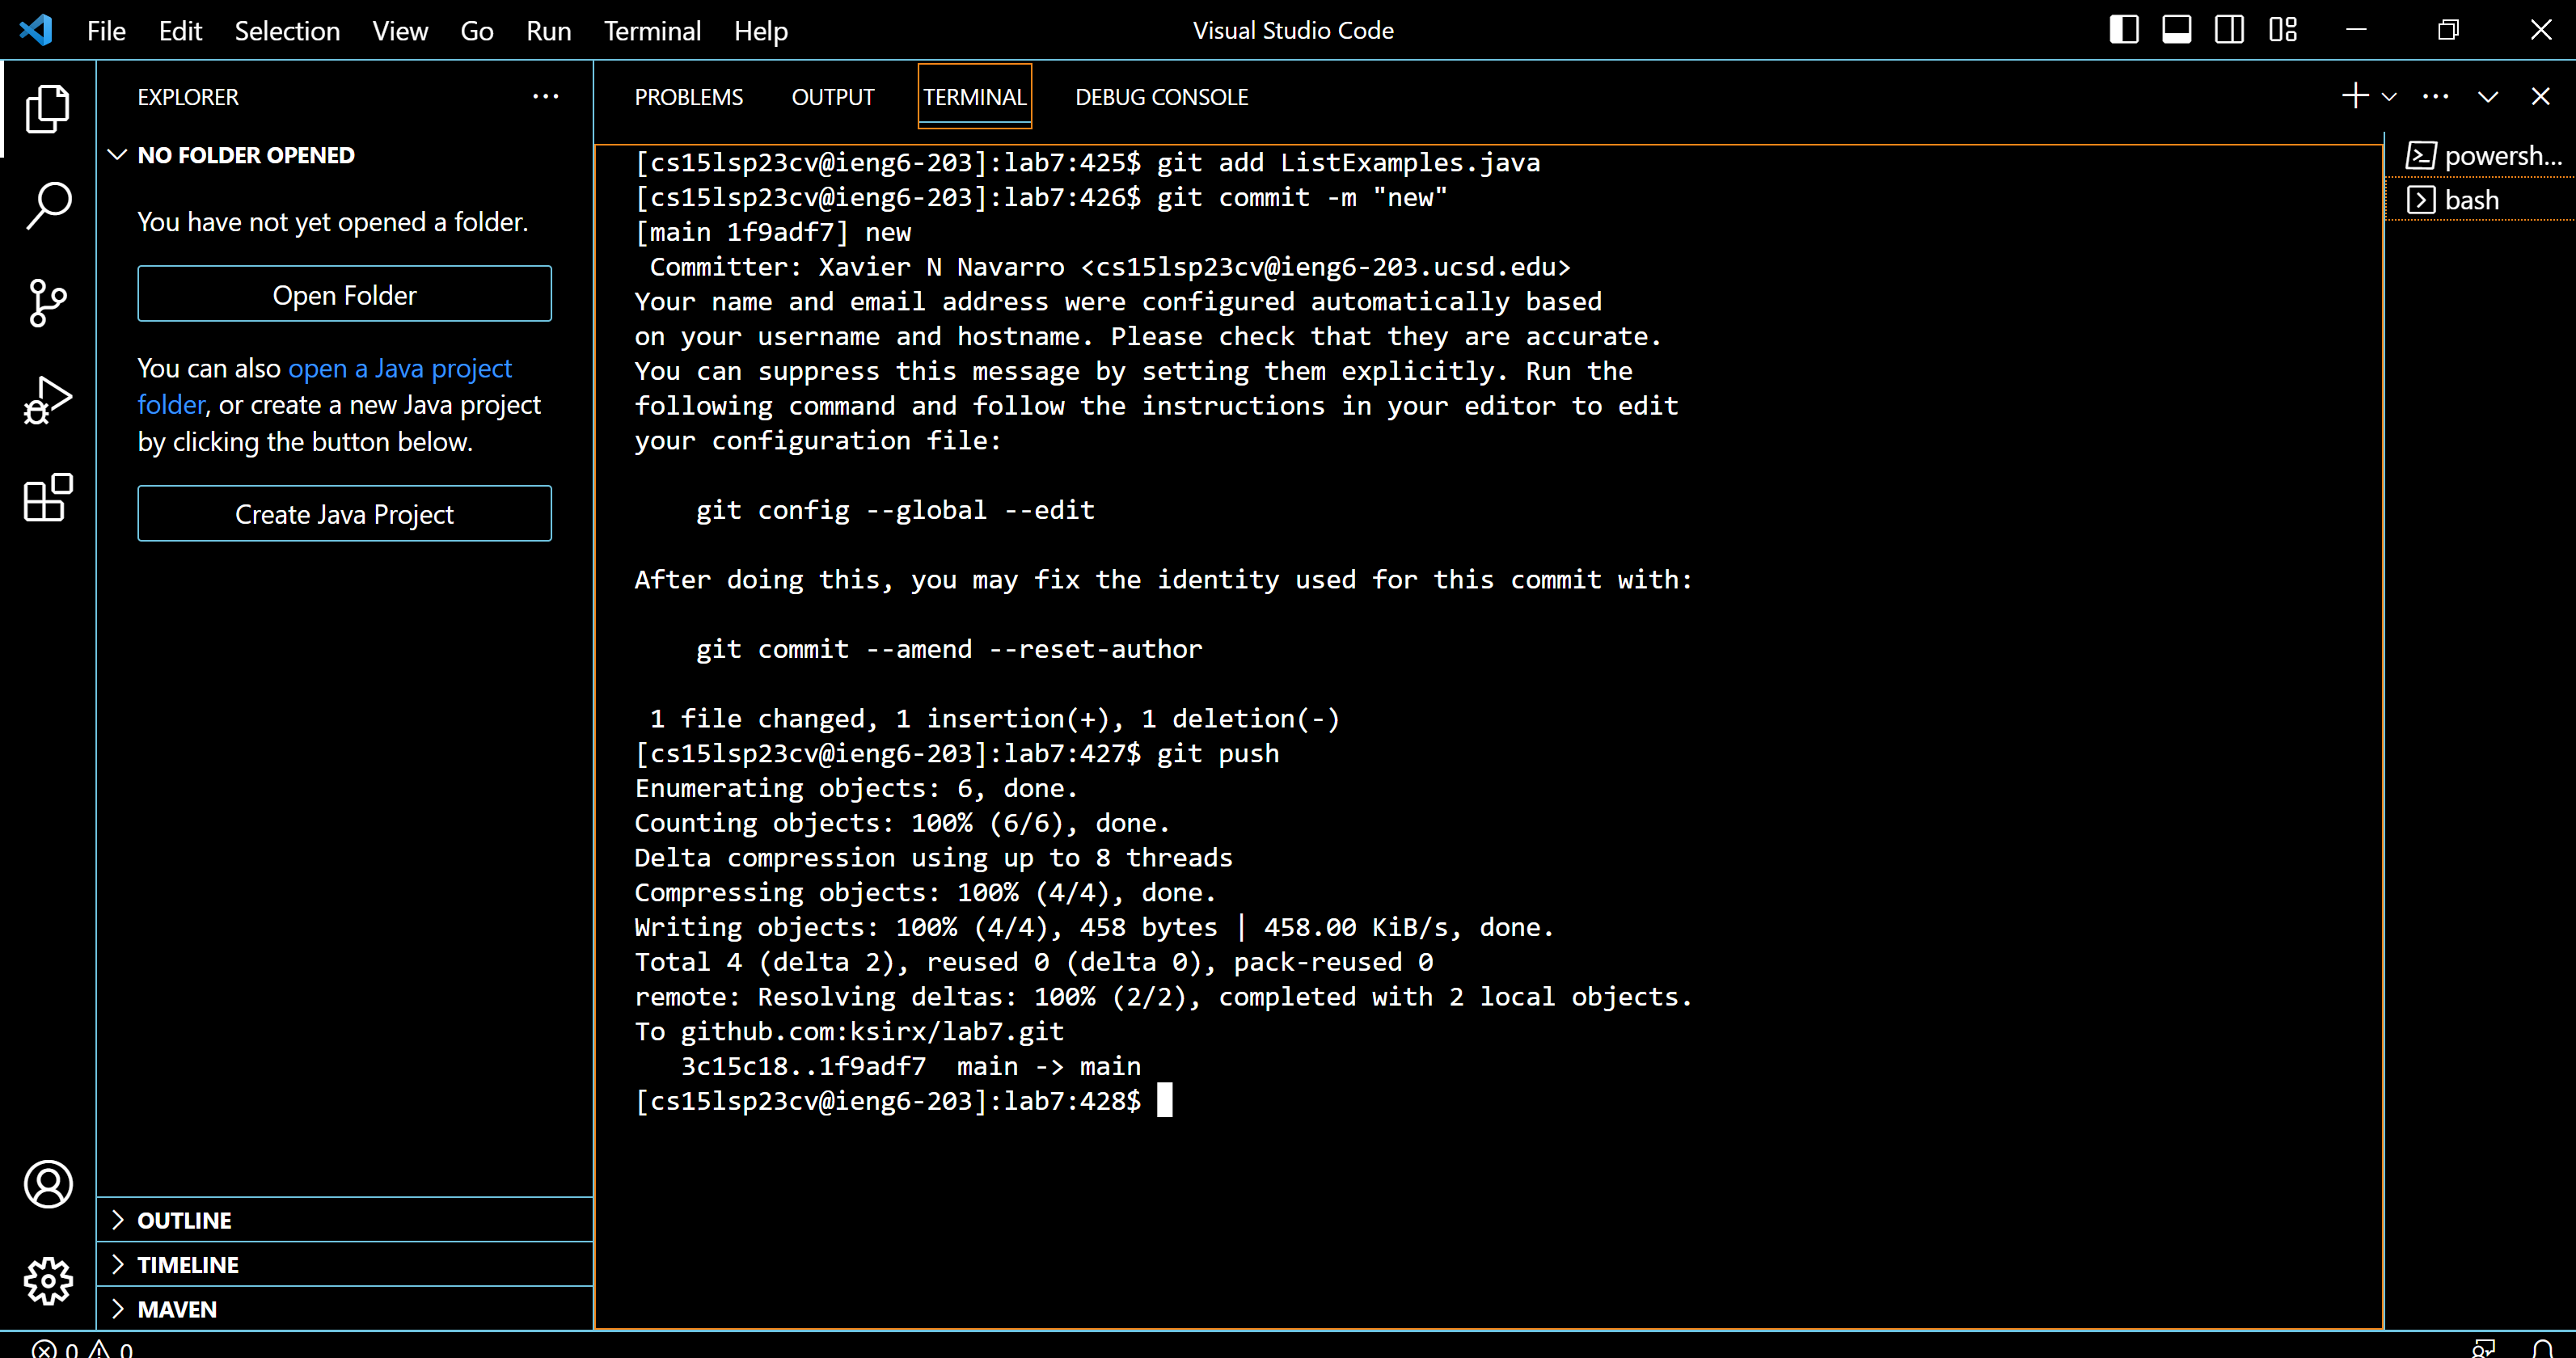 File Edit Selection View Go Run Terminal Help
Visual Studio Code
EXPLORER
NO FOLDER OPENED
You have not yet opened a folder.
Open Folder
You can also open a Java project
folder, or create a new Java project
by clicking the button below.
Create Java Project
OUTLINE
TIMELINE
MAVEN
PROBLEMS OUTPUT TERMINAL DEBUG CONSOLE
[cs15lsp23cv@ieng6-203]:lab7:425$ git add ListExamples.java
[cs15lsp23cv@ieng6-203]:lab7:426$ git commit -m "new"
[main 1f9adf7] new
 Committer: Xavier N Navarro <cs15lsp23cv@ieng6-203.ucsd.edu>
Your name and email address were configured automatically based
on your username and hostname. Please check that they are accurate.
You can suppress this message by setting them explicitly. Run the
following command and follow the instructions in your editor to edit
your configuration file:
    git config --global --edit
After doing this, you may fix the identity used for this commit with:
    git commit --amend --reset-author
 1 file changed, 1 insertion(+), 1 deletion(-)
[cs15lsp23cv@ieng6-203]:lab7:427$ git push
Enumerating objects: 6, done.
Counting objects: 100% (6/6), done.
Delta compression using up to 8 threads
Compressing objects: 100% (4/4), done.
Writing objects: 100% (4/4), 458 bytes | 458.00 KiB/s, done.
Total 4 (delta 2), reused 0 (delta 0), pack-reused 0
remote: Resolving deltas: 100% (2/2), completed with 2 local objects.
To github.com:ksirx/lab7.git
   3c15c18..1f9adf7  main -> main
[cs15lsp23cv@ieng6-203]:lab7:428$
powersh...
bash
0 0